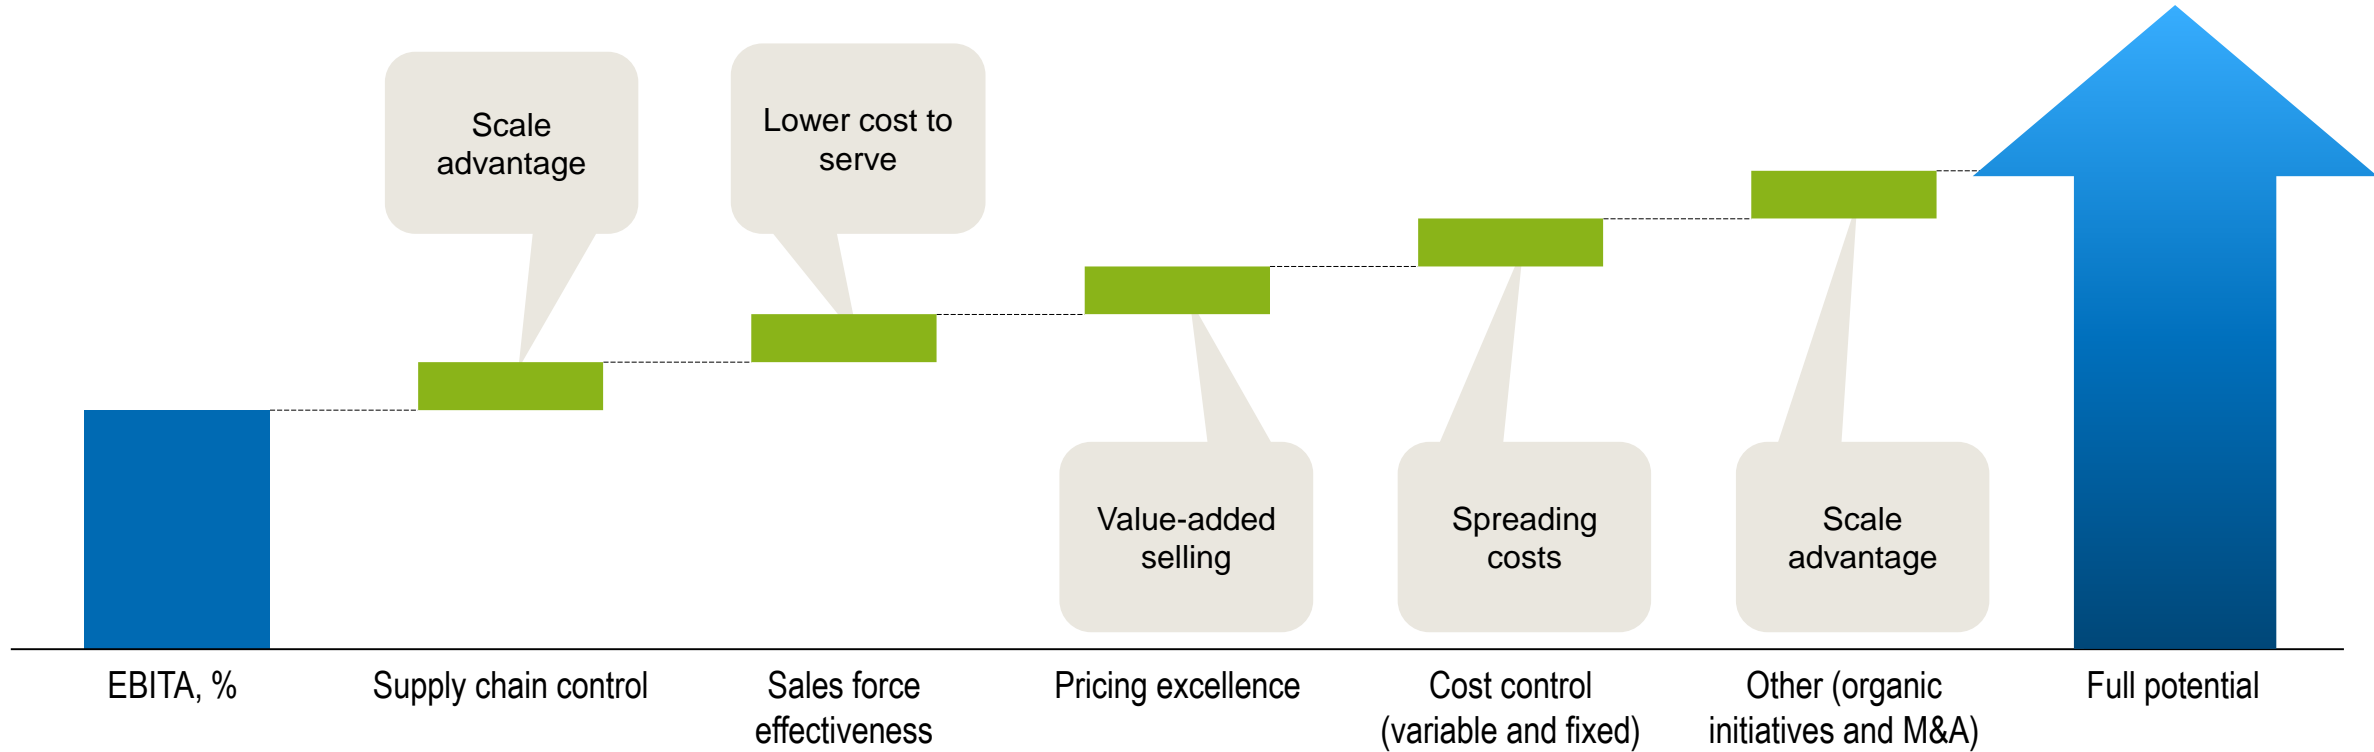 Scale
advantage
Lower cost to
serve
Value-added
selling
Spreading
costs
Scale
advantage
EBITA, %
Supply chain control
Sales force
effectiveness
Pricing excellence
Cost control
(variable and fixed)
Other (organic
initiatives and M&A)
Full potential